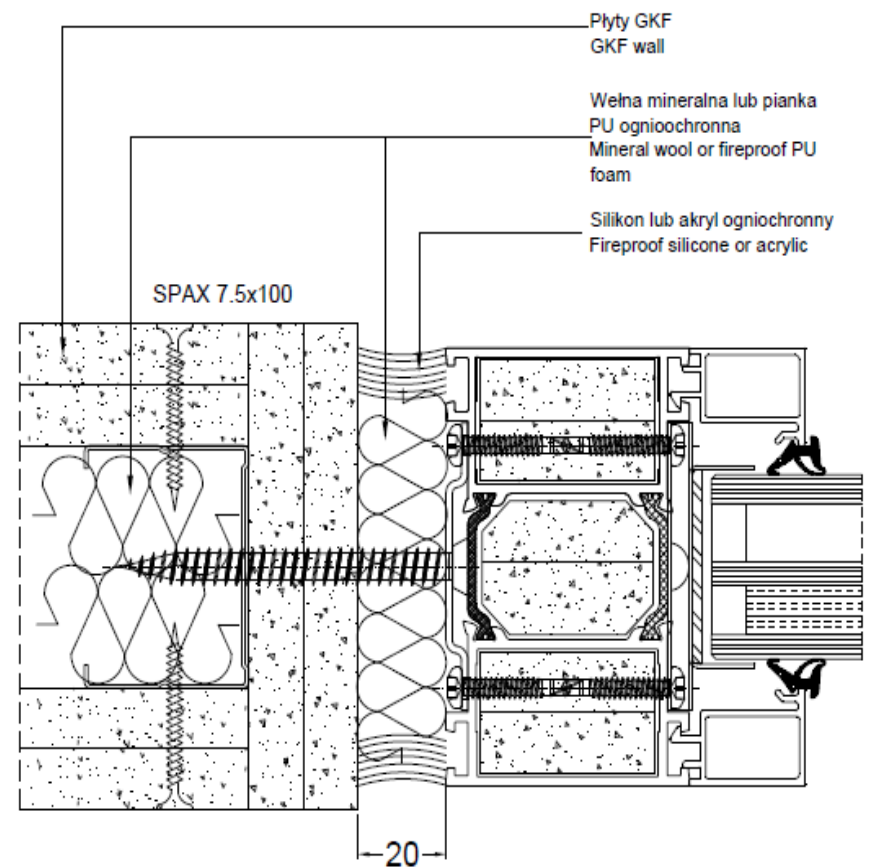 Płyty GKF
GKF wall
Wełna mineralna lub pianka
PU ognioochronna
Mineral wool or fireproof PU
foam
Silikon lub akryl ogniochronny
Fireproof silicone or acrylic
SPAX 7.5x100
20